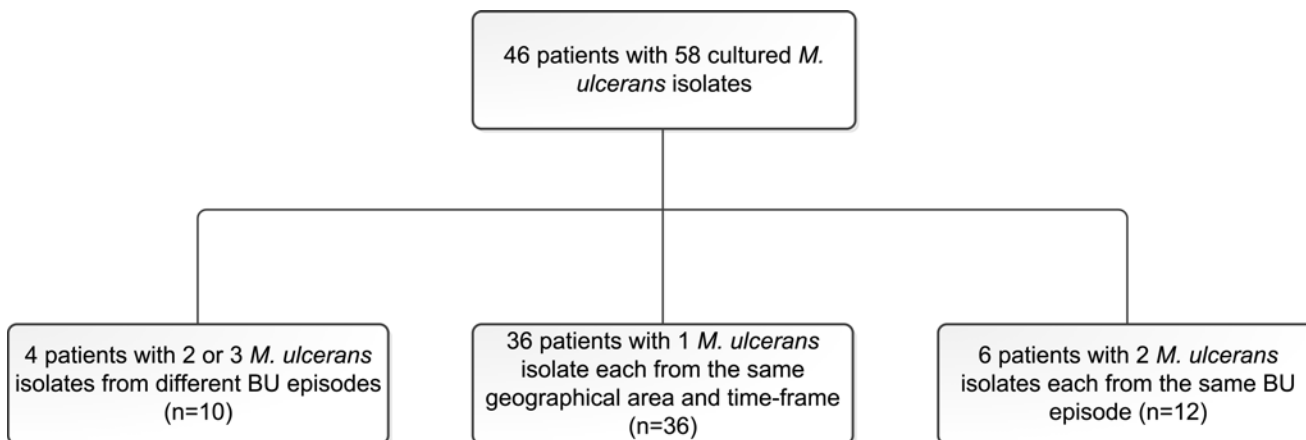 46 patients with 58 cultured M.
ulcerans isolates
4 patients with 2 or 3 M. ulcerans
isolates from different BU episodes
(n=10)
36 patients with 1 M. ulcerans
isolate each from the same
geographical area and time-frame
(n=36)
6 patients with 2 M. ulcerans
isolates each from the same BU
episode (n=12)